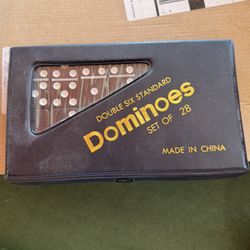 DOUBLE SIX STANDARD
Dominoes
SET OF 28
MADE IN CHINA